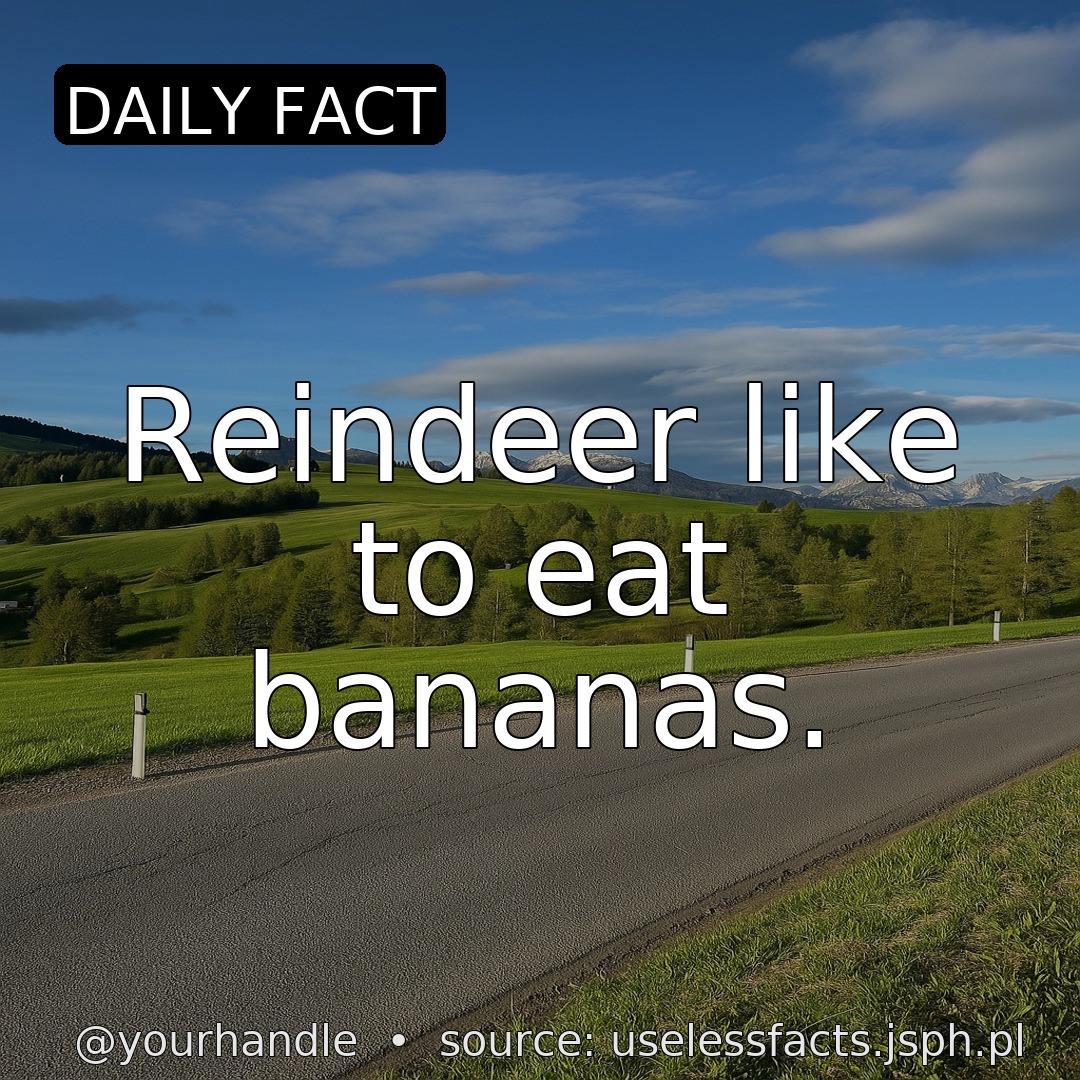 DAILY FACT
Reindeer like
to eat
bananas.
@yourhandle • source: uselessfacts.jsph.pl